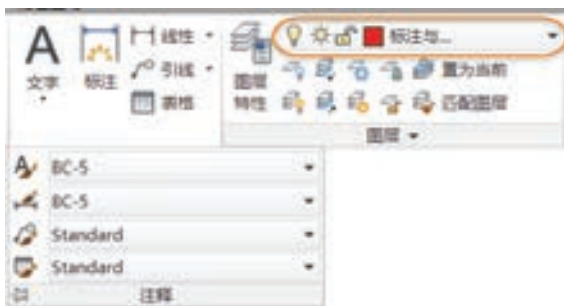 A 文字 标注 线性
引线
表格
图层特性
标注与...
置为当前
匹配图层
图层
BC-5
BC-5
Standard
Standard
注释